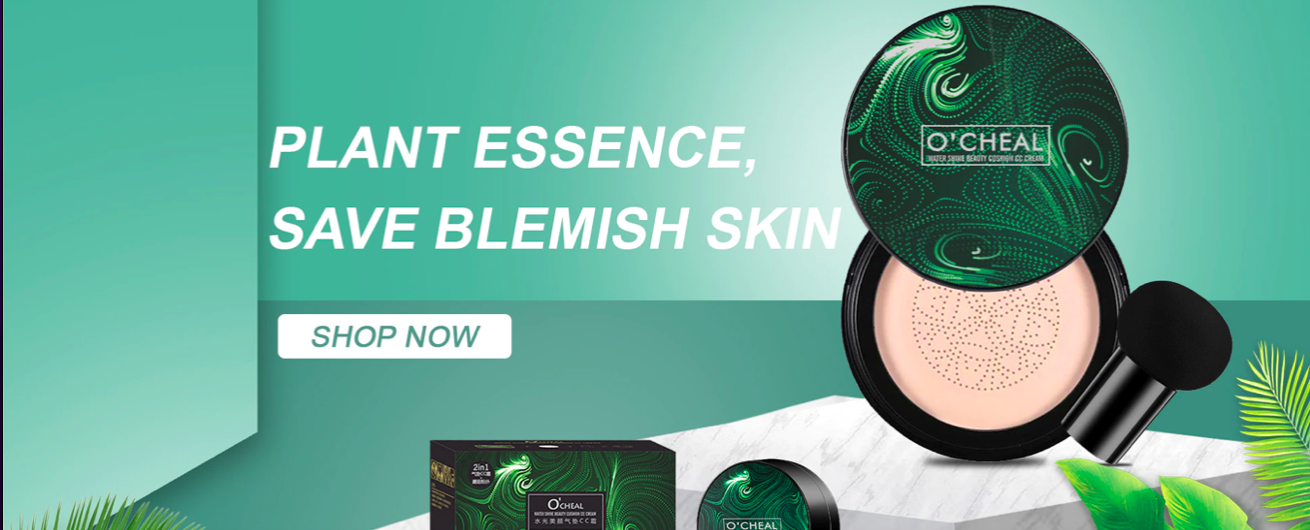 PLANT ESSENCE,
SAVE BLEMISH SKIN
SHOP NOW
O'CHEAL
WATER SHINE BEAUTY CUSHION CC CREAM
2in1
O'CHEAL
WATER SHINE BEAUTY CUSHION CC CREAM
水光美颜气垫CC霜
O'CHEAL